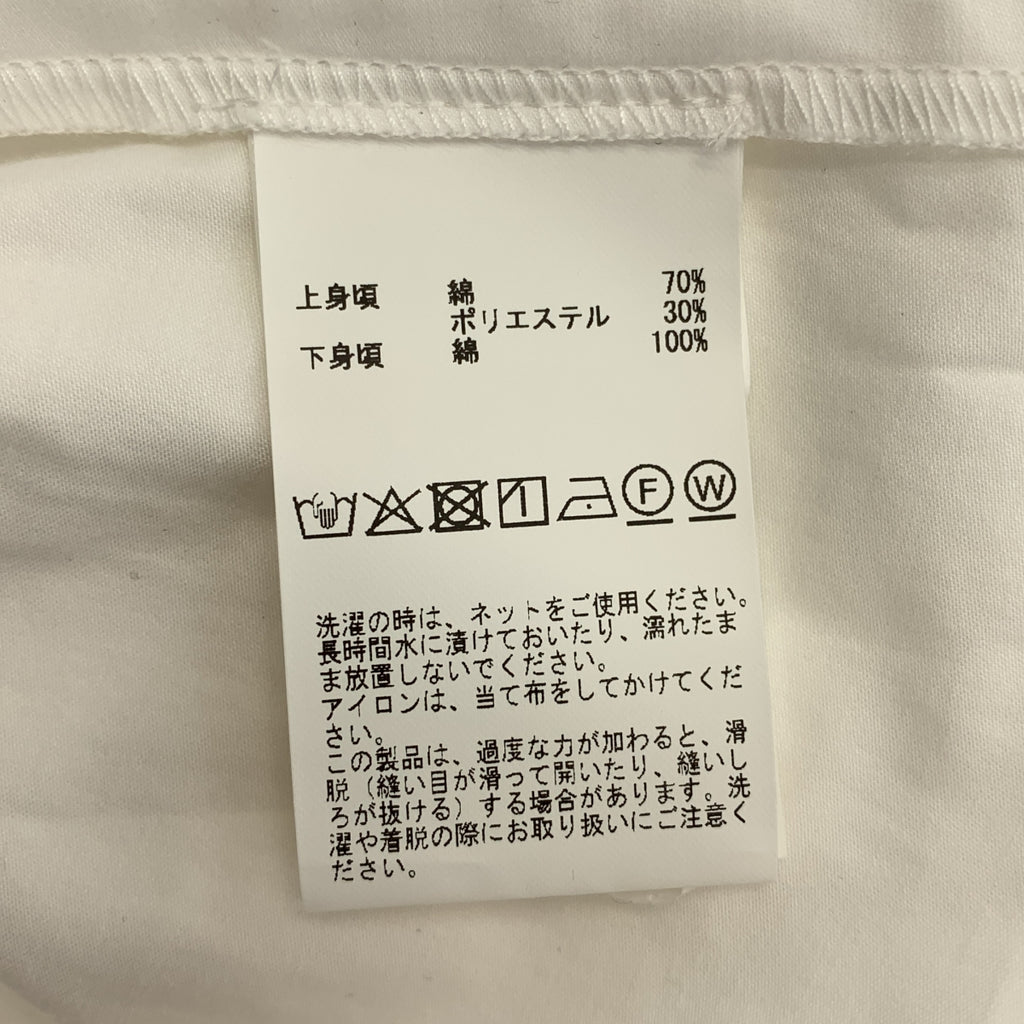 上身頃 綿 70%
ポリエステル 30%
下身頃 綿 100%
F W
洗濯の時は、ネットをご使用ください。
長時間水に漬けておいたり、濡れたま
ま放置しないでください。
アイロンは、当て布をしてかけてくだ
さい。
この製品は、過度な力が加わると、滑
脱（縫い目が滑って開いたり、縫いし
ろが抜ける）する場合があります。洗
濯や着脱の際にお取り扱いにご注意く
ださい。